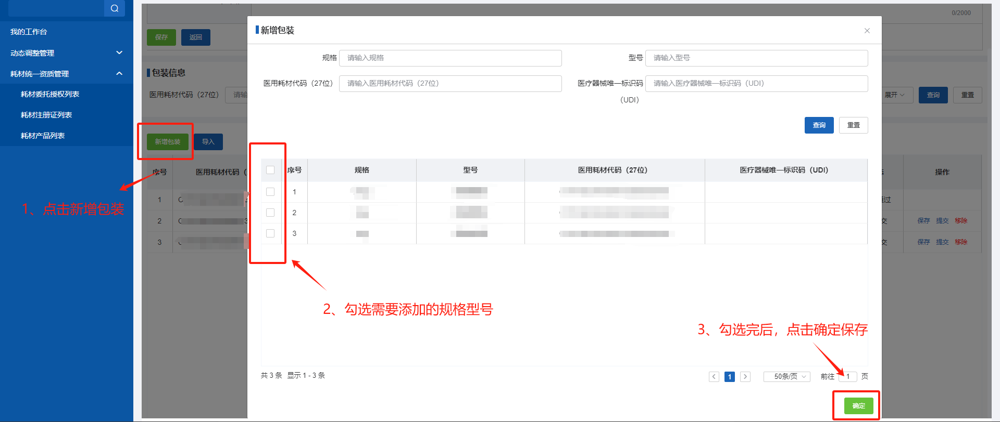 我的工作台
动态调整管理
耗材统一资质管理
耗材委托授权列表
耗材注册证列表
耗材产品列表
0/2000
保存 返回
包装信息
医用耗材代码（27位） 请输
展开 查询 重置
新增包装 导入
序号 医用耗材代码（ 操作
1 过
2 交 保存 提交 移除
3 交 保存 提交 移除
1、点击新增包装
新增包装
规格 请输入规格 型号 请输入型号
医用耗材代码（27位） 请输入医用耗材代码（27位） 医疗器械唯一标识码（UDI） 请输入医疗器械唯一标识码（UDI）
查询 重置
序号 规格 型号 医用耗材代码（27位） 医疗器械唯一标识码（UDI）
1
2
3
2、勾选需要添加的规格型号
3、勾选完后，点击确定保存
共 3 条 显示 1 - 3 条 1 50条/页 前往 1 页
确定